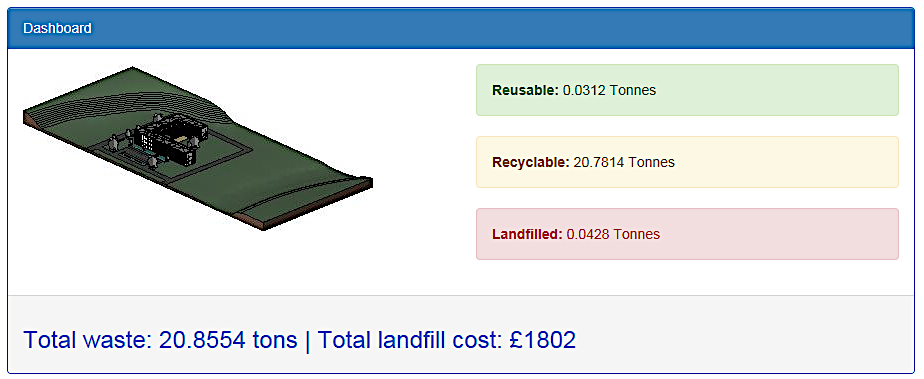 Dashboard
Reusable: 0.0312 Tonnes
Recyclable: 20.7814 Tonnes
Landfilled: 0.0428 Tonnes
Total waste: 20.8554 tons | Total landfill cost: £1802